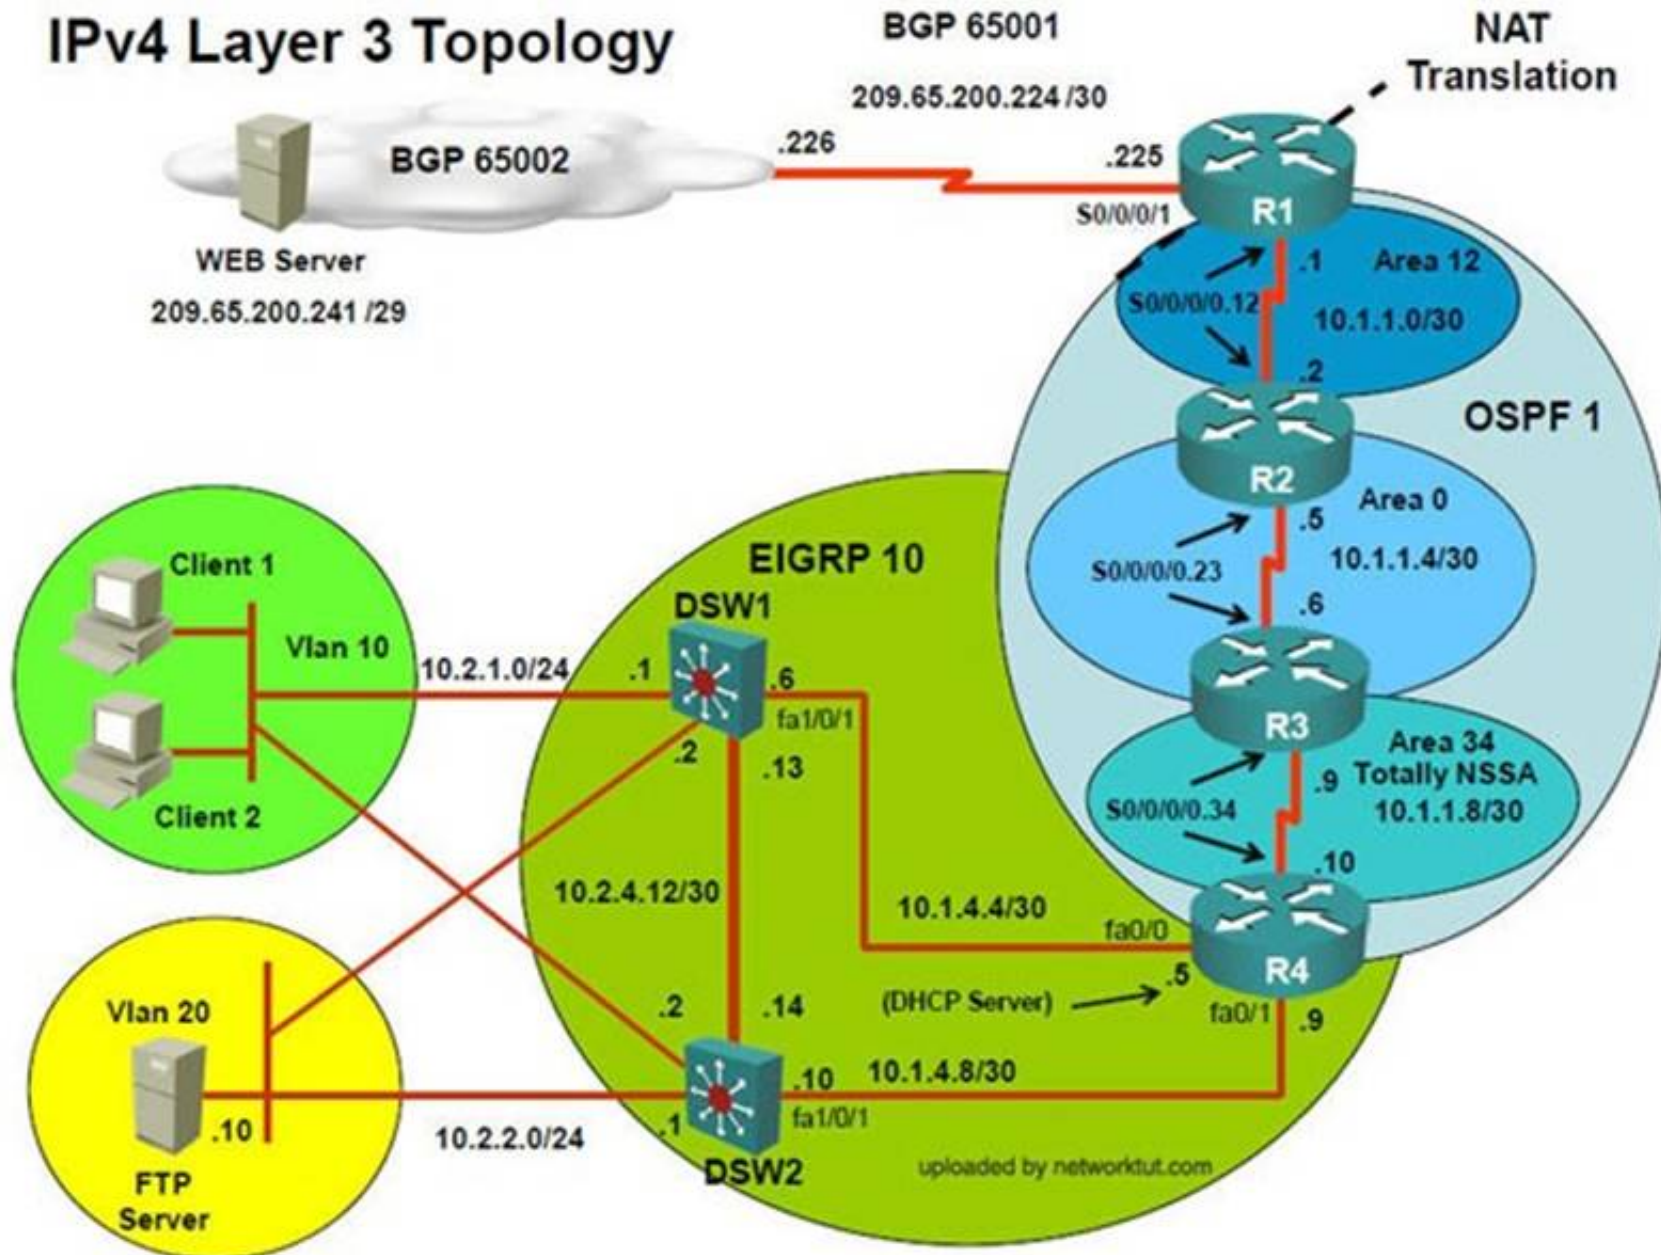 IPv4 Layer 3 Topology
BGP 65001
NAT
Translation
209.65.200.224 /30
BGP 65002
.226
.225
S0/0/0/1
R1
WEB Server
209.65.200.241 /29
.1
Area 12
S0/0/0/0.12
10.1.1.0/30
.2
OSPF 1
R2
Area 0
.5
10.1.1.4/30
S0/0/0/0.23
.6
R3
Area 34
Totally NSSA
.9
10.1.1.8/30
S0/0/0/0.34
.10
R4
EIGRP 10
DSW1
Client 1
Vlan 10
10.2.1.0/24
.1
.6
fa1/0/1
.2
.13
Client 2
10.2.4.12/30
10.1.4.4/30
fa0/0
.5
(DHCP Server)
fa0/1
.9
Vlan 20
.2
.14
.10
10.1.4.8/30
fa1/0/1
.10
10.2.2.0/24
.1
DSW2
FTP
Server
uploaded by networktut.com